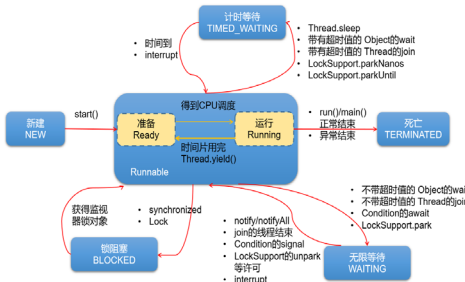 计时等待
TIMED_WAITING
时间到
interrupt
Thread.sleep
带有超时值的 Object的wait
带有超时值的 Thread的join
LockSupport.parkNanos
LockSupport.parkUntil
新建
NEW
start()
得到CPU调度
准备
Ready
运行
Running
时间片用完
Thread.yield()
Runnable
run()/main()
正常结束
异常结束
死亡
TERMINATED
获得监视
器锁对象
synchronized
Lock
锁阻塞
BLOCKED
notify/notifyAll
join的线程结束
Condition的signal
LockSupport的unpark
等许可
interrupt
不带超时值的 Object的wait
不带超时值的 Thread的join
Condition的await
LockSupport.park
无限等待
WAITING